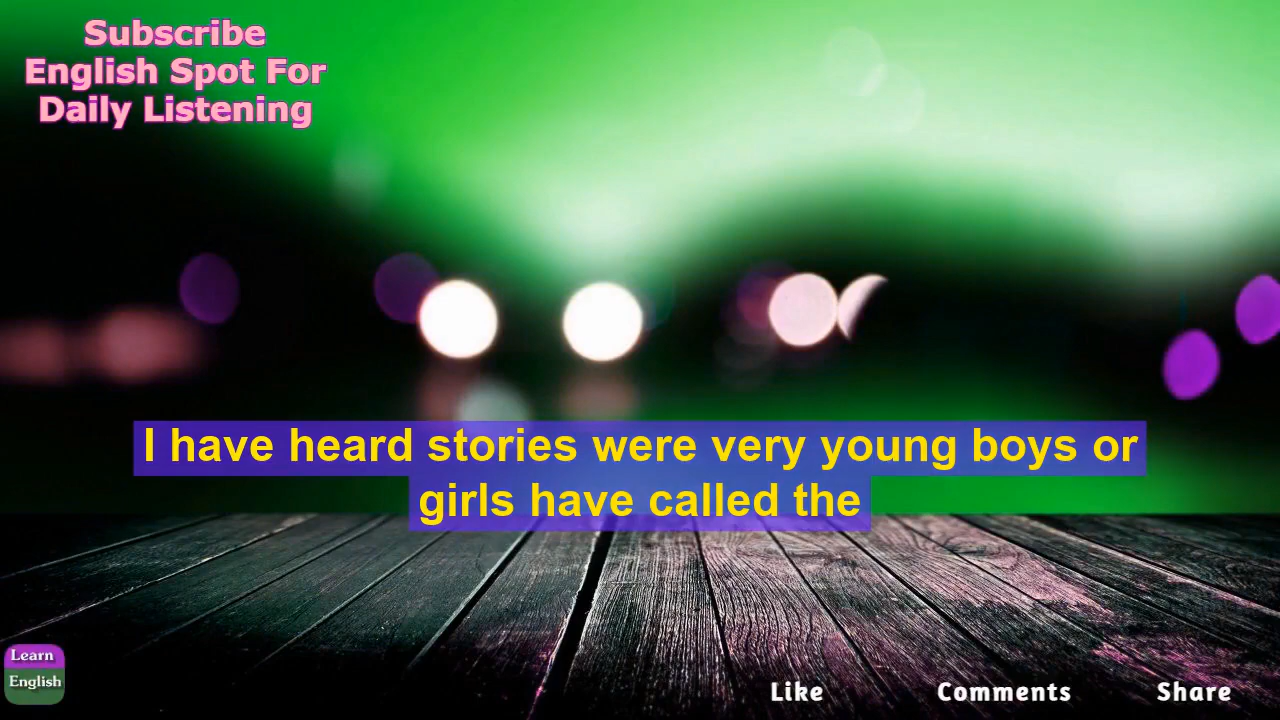 Subscribe
English Spot For
Daily Listening
I have heard stories were very young boys or
girls have called the
Learn
English
Like
Comments
Share